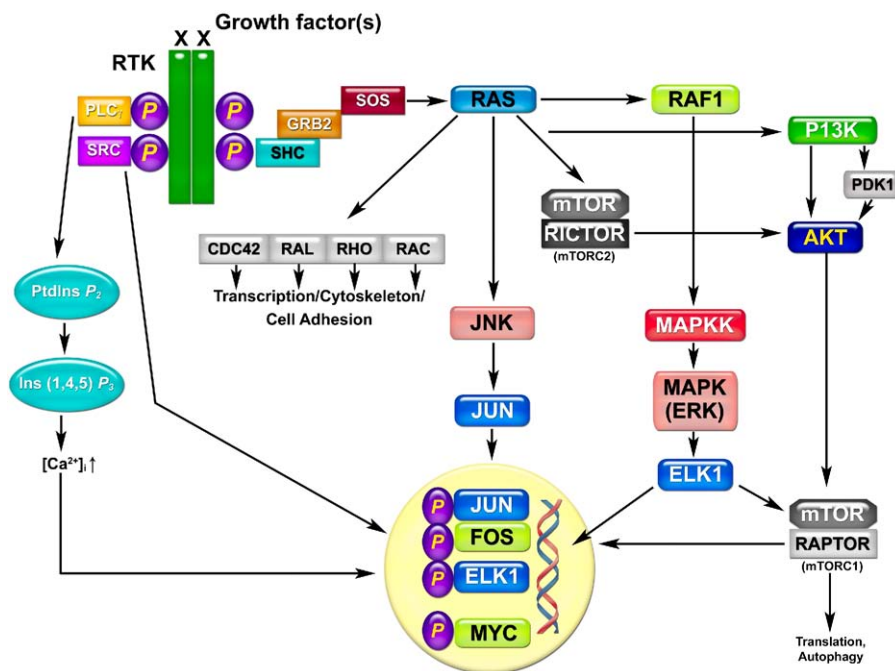 Growth factor(s)
X X
RTK
PLCγ
P
P
SOS
RAS
RAF1
GRB2
P13K
SRC
P
P
SHC
PDK1
mTOR
RICTOR
(mTORC2)
AKT
CDC42
RAL
RHO
RAC
PtdIns P2
Transcription/Cytoskeleton/
Cell Adhesion
JNK
MAPKK
Ins (1,4,5) P3
MAPK
(ERK)
JUN
[Ca2+]i↑
ELK1
P
JUN
P
FOS
mTOR
RAPTOR
(mTORC1)
P
ELK1
P
MYC
Translation,
Autophagy